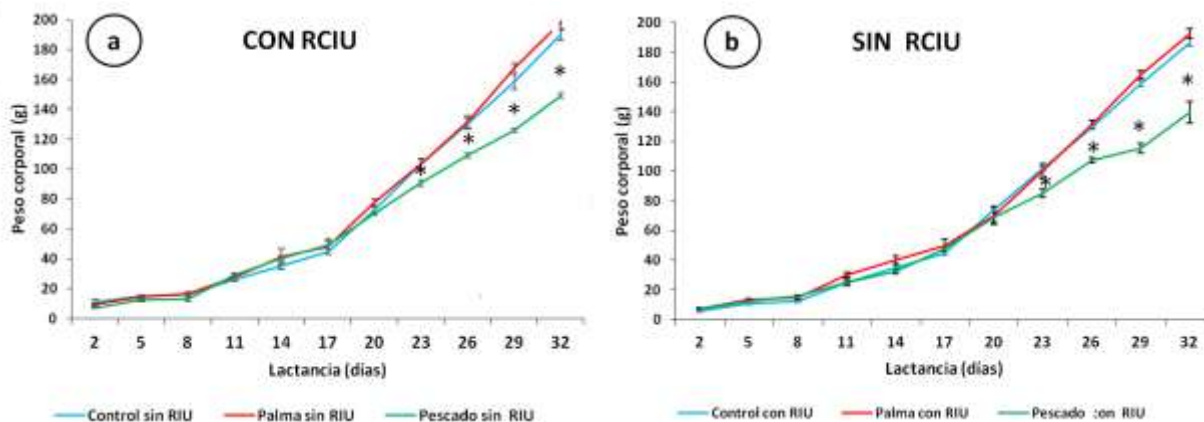 a
CON RCIU
Peso corporal (g)
200
180
160
140
120
100
80
60
40
20
0
*
*
*
*
2 5 8 11 14 17 20 23 26 29 32
Lactancia (días)
Control sin RIU Palma sin RIU Pescado sin RIU
b
SIN RCIU
Peso corporal (g)
200
180
160
140
120
100
80
60
40
20
0
*
*
*
*
2 5 8 11 14 17 20 23 26 29 32
Lactancia (días)
Control con RIU Palma con RIU Pescado :on RIU